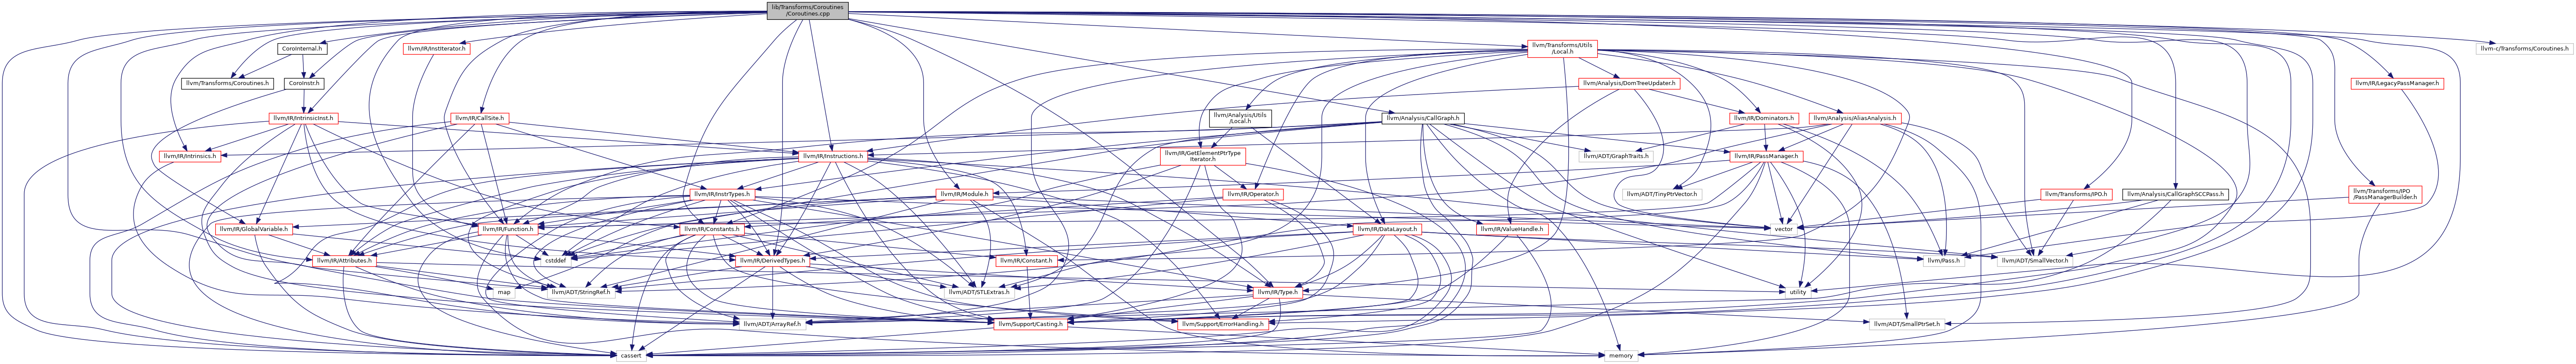 lib/Transforms/Coroutines
/Coroutines.cpp
CoroInternal.h
llvm/IR/InstIterator.h
llvm/Transforms/Utils
/Local.h
llvm-c/Transforms/Coroutines.h
llvm/Transforms/Coroutines.h
CoroInstr.h
llvm/Analysis/DomTreeUpdater.h
llvm/IR/LegacyPassManager.h
llvm/IR/IntrinsicInst.h
llvm/IR/CallSite.h
llvm/Analysis/Utils
/Local.h
llvm/Analysis/CallGraph.h
llvm/IR/Dominators.h
llvm/Analysis/AliasAnalysis.h
llvm/IR/Intrinsics.h
llvm/IR/Instructions.h
llvm/IR/GetElementPtrType
Iterator.h
llvm/ADT/GraphTraits.h
llvm/IR/PassManager.h
llvm/IR/InstrTypes.h
llvm/IR/Module.h
llvm/IR/Operator.h
llvm/ADT/TinyPtrVector.h
llvm/Transforms/IPO.h
llvm/Analysis/CallGraphSCCPass.h
llvm/Transforms/IPO
/PassManagerBuilder.h
llvm/IR/GlobalVariable.h
llvm/IR/Function.h
llvm/IR/Constants.h
llvm/IR/DataLayout.h
llvm/IR/ValueHandle.h
vector
llvm/IR/Attributes.h
cstddef
llvm/IR/DerivedTypes.h
llvm/IR/Constant.h
llvm/Pass.h
llvm/ADT/SmallVector.h
map
llvm/ADT/StringRef.h
llvm/ADT/STLExtras.h
llvm/IR/Type.h
utility
llvm/ADT/ArrayRef.h
llvm/Support/Casting.h
llvm/Support/ErrorHandling.h
llvm/ADT/SmallPtrSet.h
cassert
memory